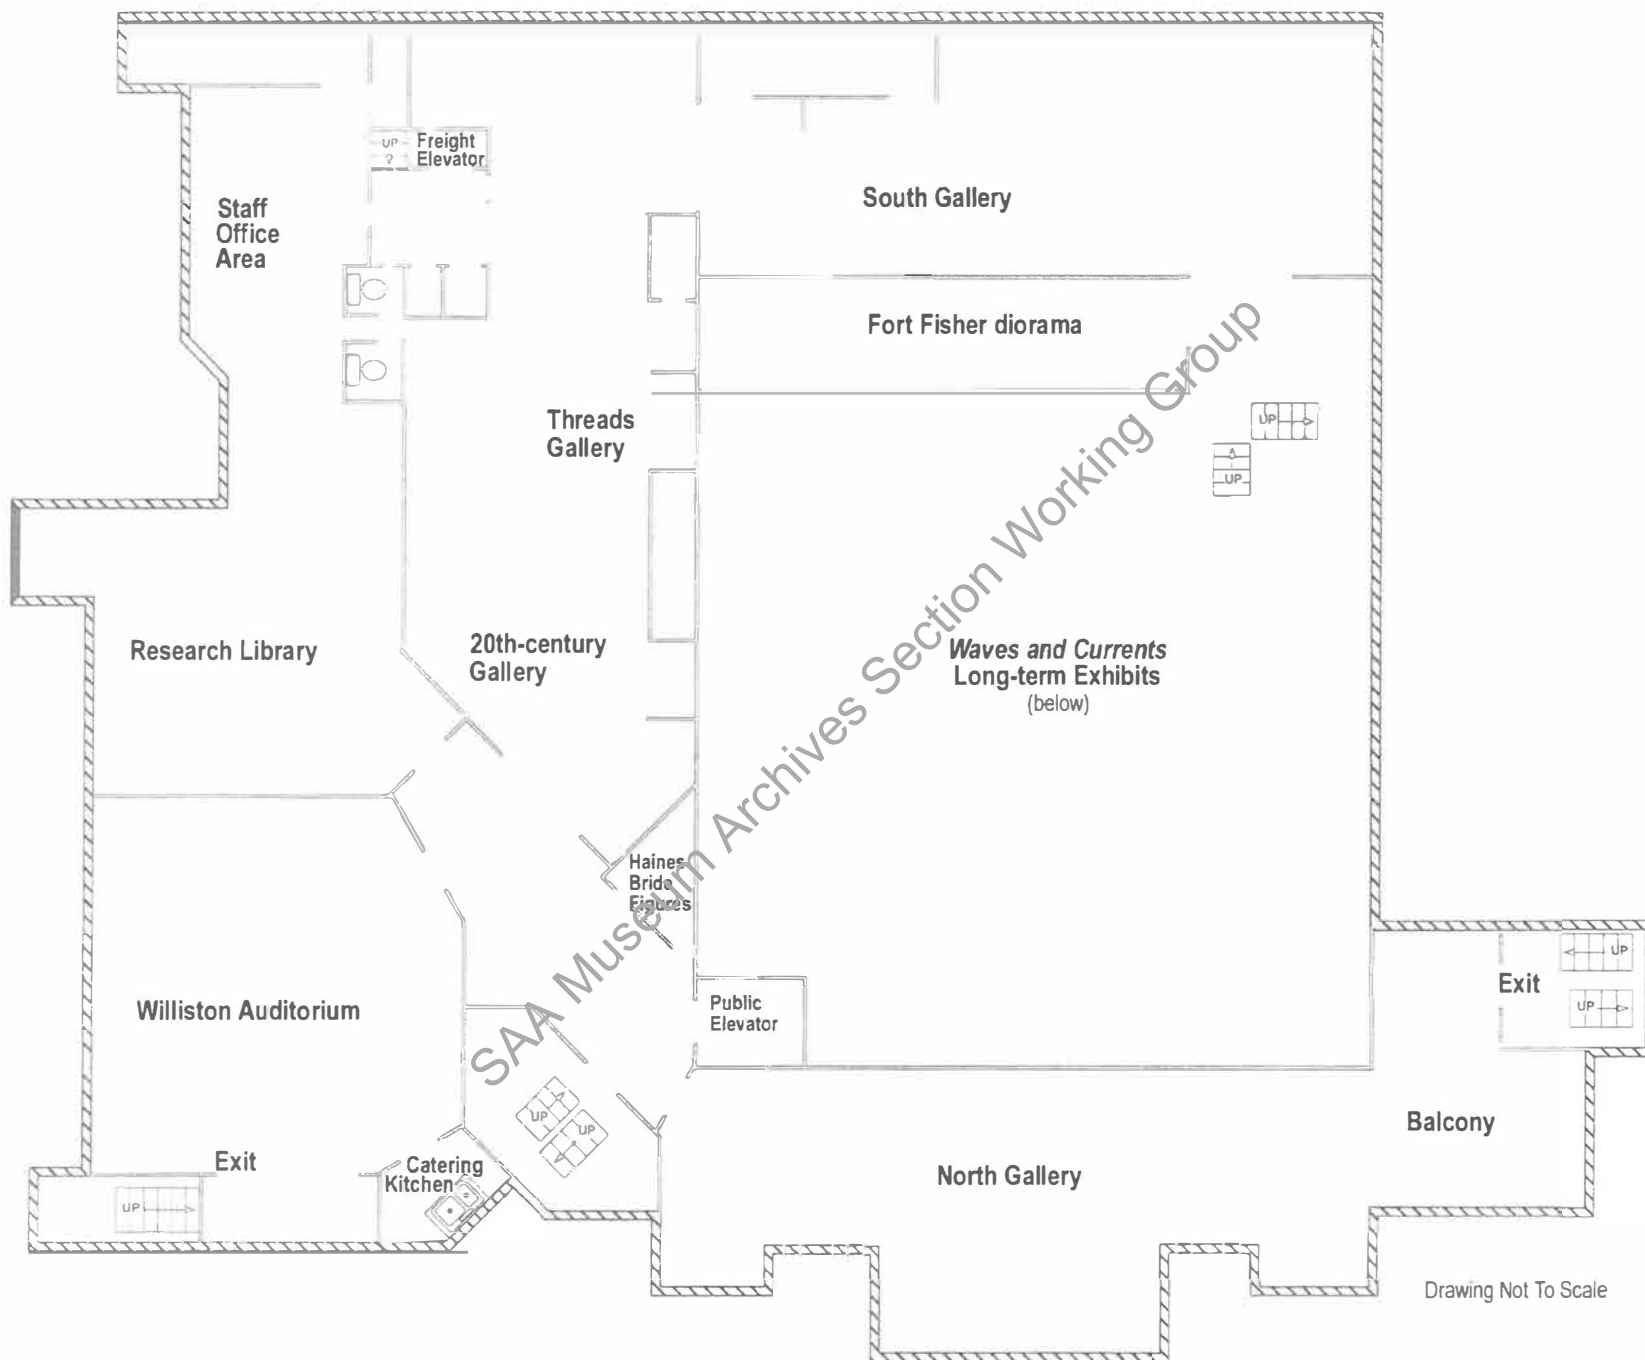 UP
Freight
Elevator
South Gallery
Staff
Office
Area
Fort Fisher diorama
UP
UP
Threads
Gallery
Research Library
20th-century
Gallery
Waves and Currents
Long-term Exhibits
(below)
Haines
Bride
Figures
Williston Auditorium
Public
Elevator
Exit
UP
UP
UP
UP
Balcony
Exit
Catering
Kitchen
North Gallery
UP
Drawing Not To Scale
SAA Museum Archives Section Working Group